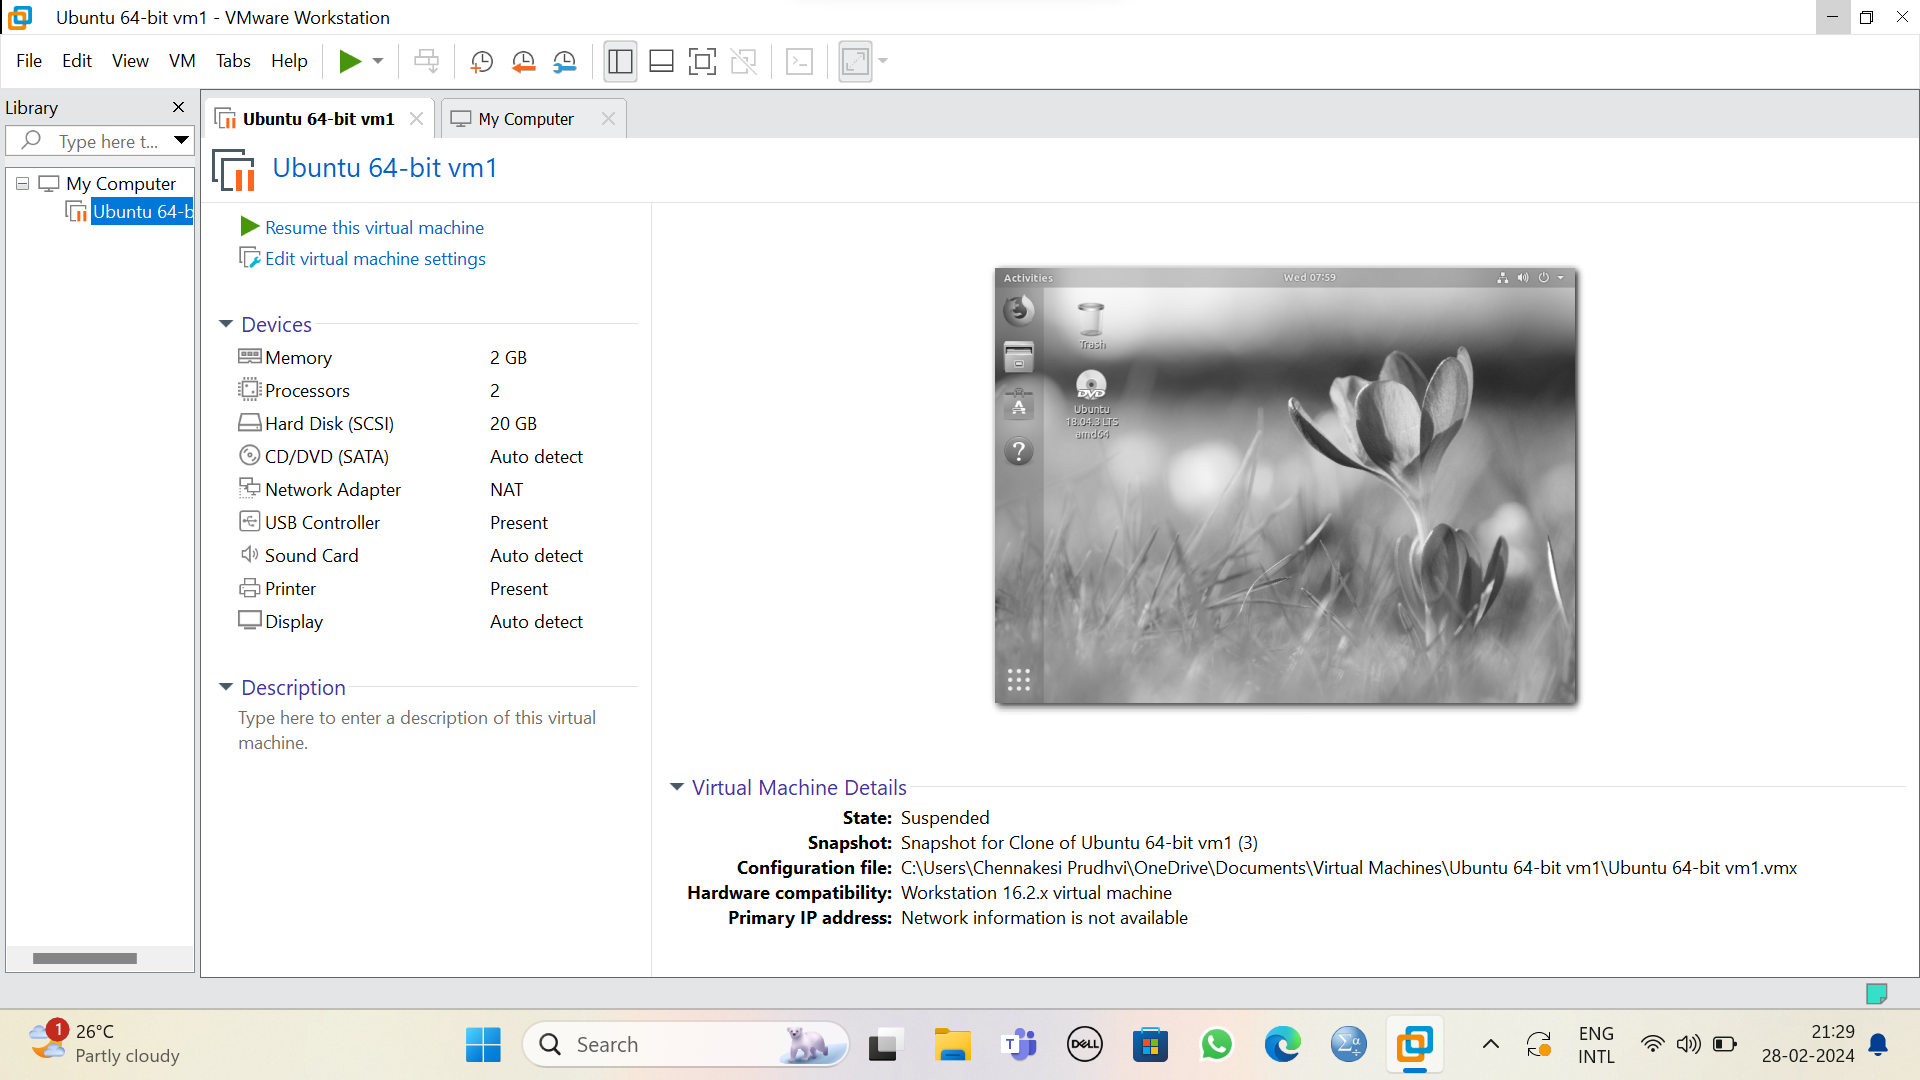 Ubuntu 64-bit vm1 - VMware Workstation
File Edit View VM Tabs Help
Library
Type here t...
My Computer
Ubuntu 64-b
Ubuntu 64-bit vm1
My Computer
Ubuntu 64-bit vm1
Resume this virtual machine
Edit virtual machine settings
Devices
Memory 2 GB
Processors 2
Hard Disk (SCSI) 20 GB
CD/DVD (SATA) Auto detect
Network Adapter NAT
USB Controller Present
Sound Card Auto detect
Printer Present
Display Auto detect
Description
Type here to enter a description of this virtual
machine.
Activities Wed 07:59
Trash
DVD
Ubuntu
18.04.3 LTS
amd64
Virtual Machine Details
State: Suspended
Snapshot: Snapshot for Clone of Ubuntu 64-bit vm1 (3)
Configuration file: C:\Users\Chennakesi Prudhvi\OneDrive\Documents\Virtual Machines\Ubuntu 64-bit vm1\Ubuntu 64-bit vm1.vmx
Hardware compatibility: Workstation 16.2.x virtual machine
Primary IP address: Network information is not available
1
26°C
Partly cloudy
Search
T
DELL
Σα
ENG
INTL
21:29
28-02-2024